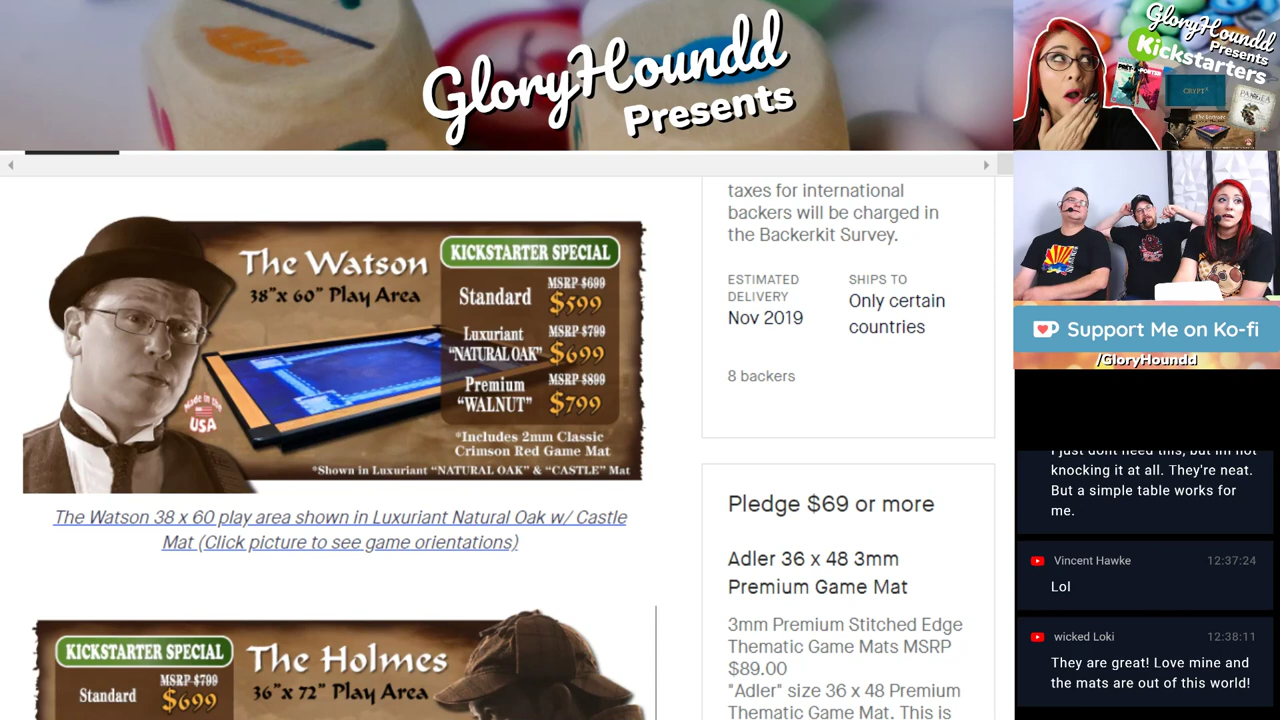 GloryHoundd
Presents
GloryHoundd
Presents
Kickstarters
CRYPT
PANGEA
taxes for international
backers will be charged in
the Backerkit Survey.
ESTIMATED
DELIVERY
Nov 2019
SHIPS TO
Only certain
countries
8 backers
The Watson
38"x 60" Play Area
KICKSTARTER SPECIAL
Standard
MSRP $699
$599
Luxuriant
"NATURAL OAK"
MSRP $799
$699
Premium
"WALNUT"
MSRP $899
$799
Made in the
USA
*Includes 2mm Classic
Crimson Red Game Mat
*Shown in Luxuriant "NATURAL OAK" & "CASTLE" Mat
The Watson 38 x 60 play area shown in Luxuriant Natural Oak w/ Castle
Mat (Click picture to see game orientations)
KICKSTARTER SPECIAL
Standard
MSRP $799
$699
The Holmes
36"x 72" Play Area
Pledge $69 or more
Adler 36 x 48 3mm
Premium Game Mat
3mm Premium Stitched Edge
Thematic Game Mats MSRP
$89.00
"Adler" size 36 x 48 Premium
Thematic Game Mat. This is
Support Me on Ko-fi
/GloryHoundd
I just dont need this, but im not
knocking it at all. They're neat.
But a simple table works for
me.
Vincent Hawke
12:37:24
Lol
wicked Loki
12:38:11
They are great! Love mine and
the mats are out of this world!